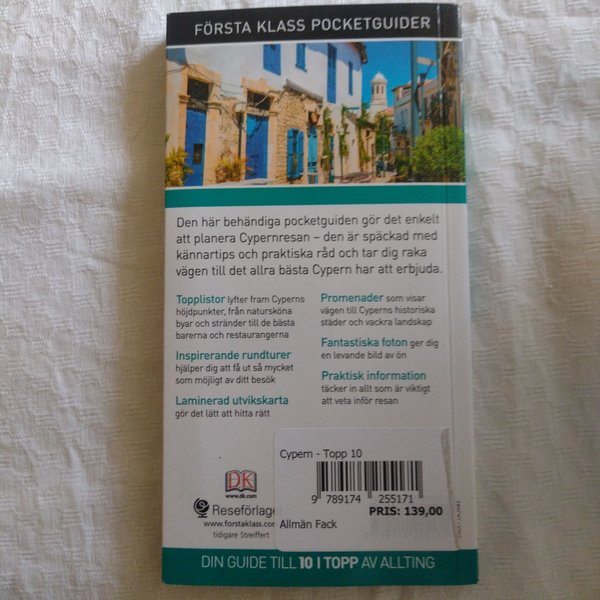 FÖRSTA KLASS POCKETGUIDER
Den här behändiga pocketguiden gör det enkelt
att planera Cypernresan – den är späckad med
kännartips och praktiska råd och tar dig raka
vägen till det allra bästa Cypern har att erbjuda.
Topplistor lyfter fram Cyperns
höjdpunkter, från natursköna
byar och stränder till de bästa
barerna och restaurangerna
Inspirerande rundturer
hjälper dig att få ut så mycket
som möjligt av ditt besök
Laminerad utvikskarta
gör det lätt att hitta rätt
Promenader som visar
vägen till Cyperns historiska
städer och vackra landskap
Fantastiska foton ger dig
en levande bild av ön
Praktisk information
täcker in allt som är viktigt
att veta inför resan
DK
www.dk.com
Reseförlage
www.forstaklass.com
tidigare Streiffert
Cypern - Topp 10
9 789174 255171
PRIS: 139,00
Allmän Fack
DIN GUIDE TILL 10 I TOPP AV ALLTING